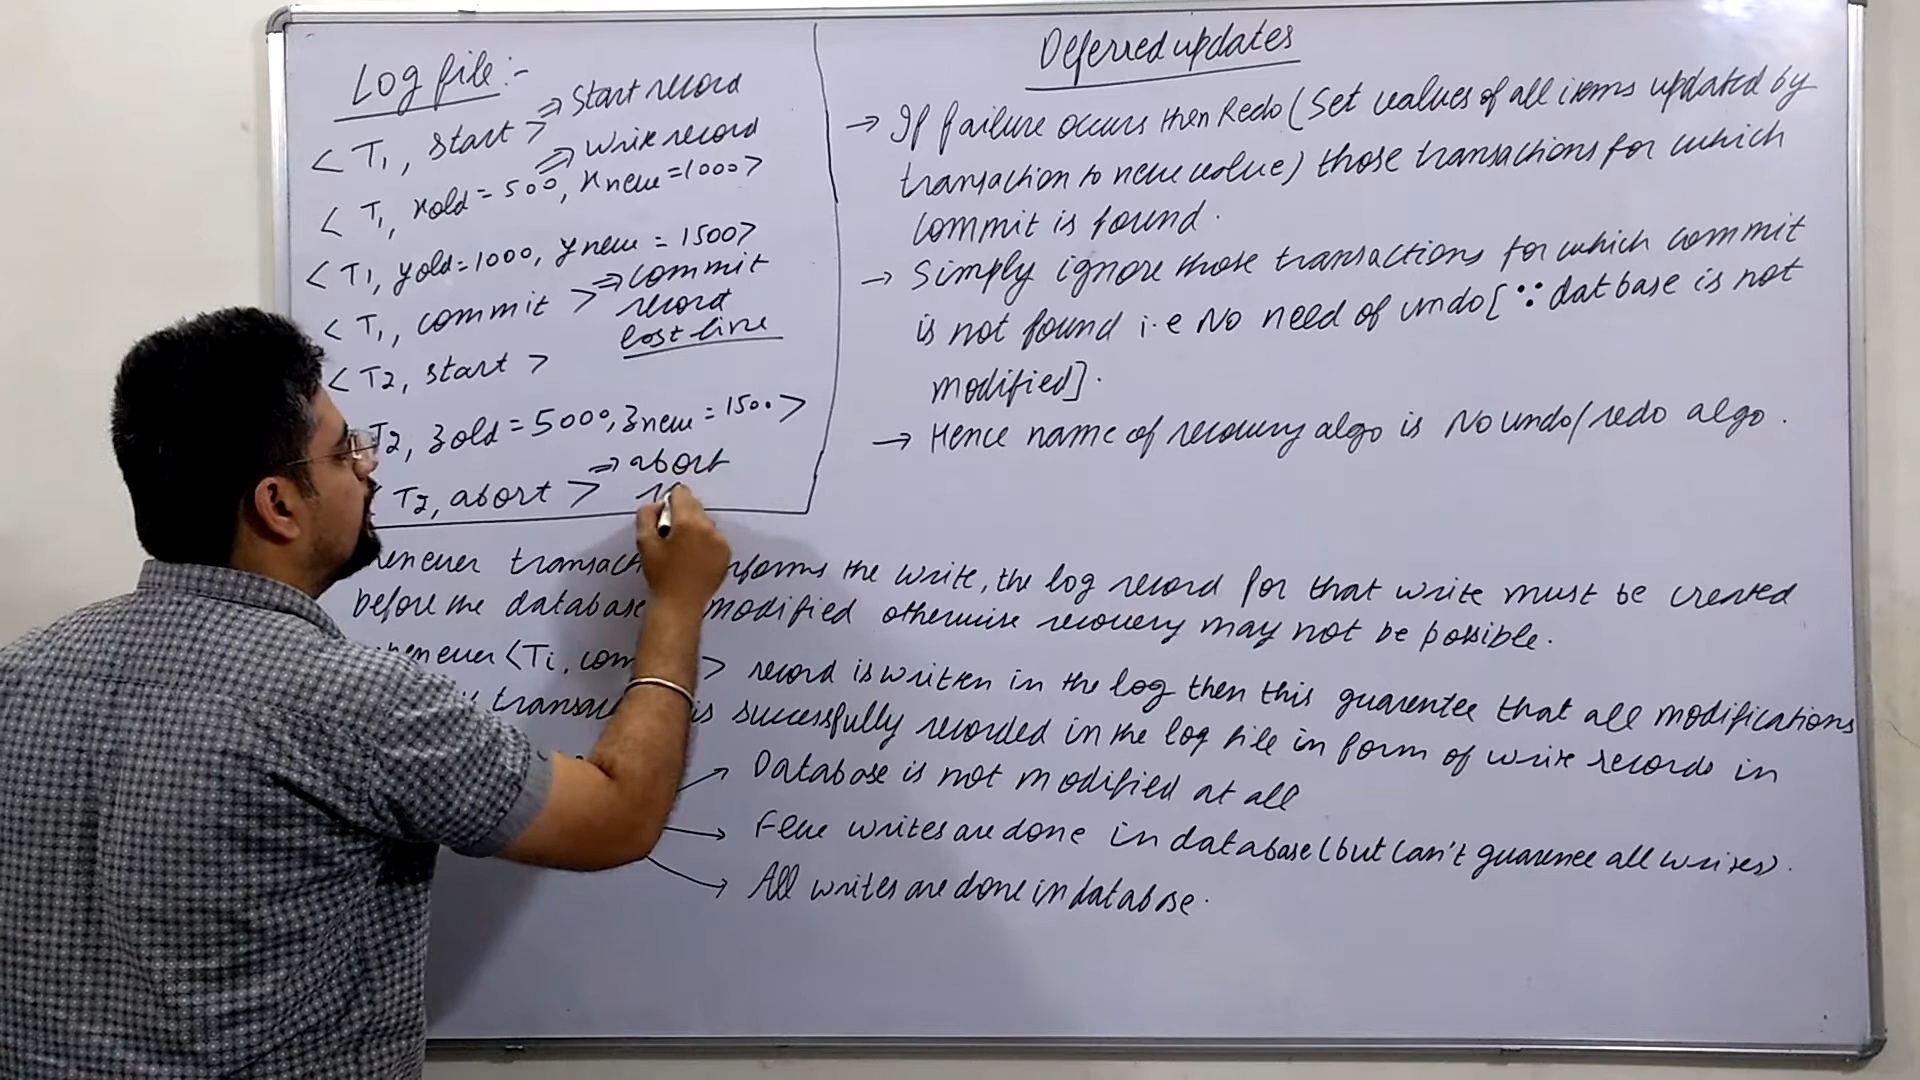 Log file:-
< T1, start > ⇒ Start record
⇒ write record
< T1, xold = 500, xnew = 1000>
< T1, yold = 1000, ynew = 1500>
< T1, commit > ⇒ commit
record
last line
< T2, start >
T2, zold = 5000, znew = 1500 >
T2, abort > ⇒ abort
Deferred updates
→ If failure occurs then Redo (Set values of all items updated by
transaction to new value) those transactions for which
commit is found.
→ Simply ignore those transactions for which commit
is not found i.e No need of undo [∵ datbase is not
modified].
→ Hence name of recovery algo is No undo/redo algo.
henever transact nforms the write, the log record for that write must be created
before the database modified otherwise recovery may not be possible.
henever <Ti, com > record is written in the log then this guarentee that all modifications
transac is successfully recorded in the log file in form of write records in
→ Database is not modified at all
→ Few writes are done in database (but can't guarenee all writes).
→ All writes are done in database.